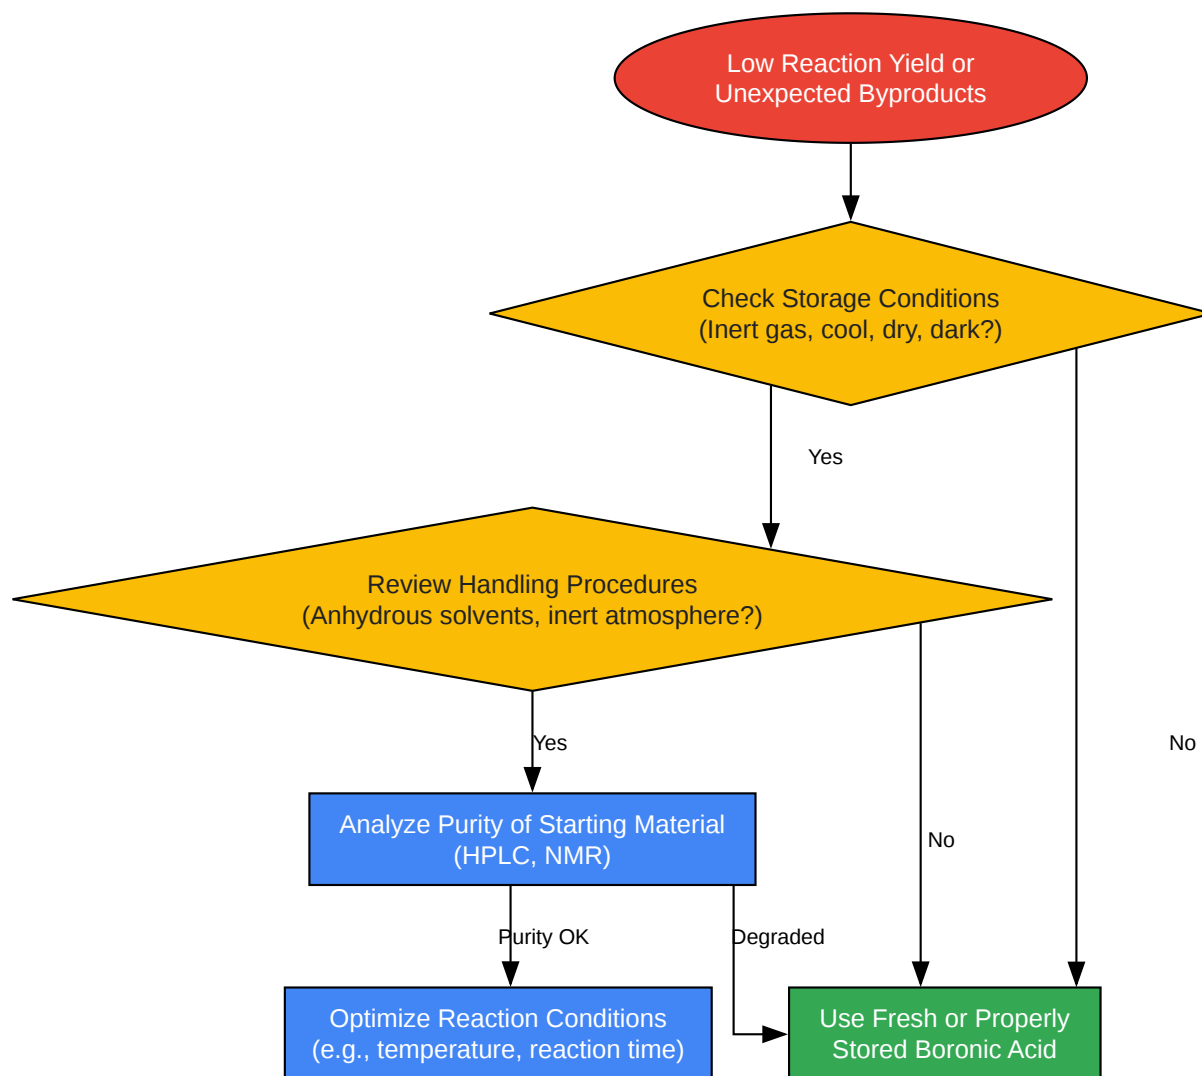 Low Reaction Yield or
Unexpected Byproducts
Check Storage Conditions
(Inert gas, cool, dry, dark?)
Yes
Review Handling Procedures
(Anhydrous solvents, inert atmosphere?)
Yes
No
Analyze Purity of Starting Material
(HPLC, NMR)
No
Purity OK
Degraded
Optimize Reaction Conditions
(e.g., temperature, reaction time)
Use Fresh or Properly
Stored Boronic Acid